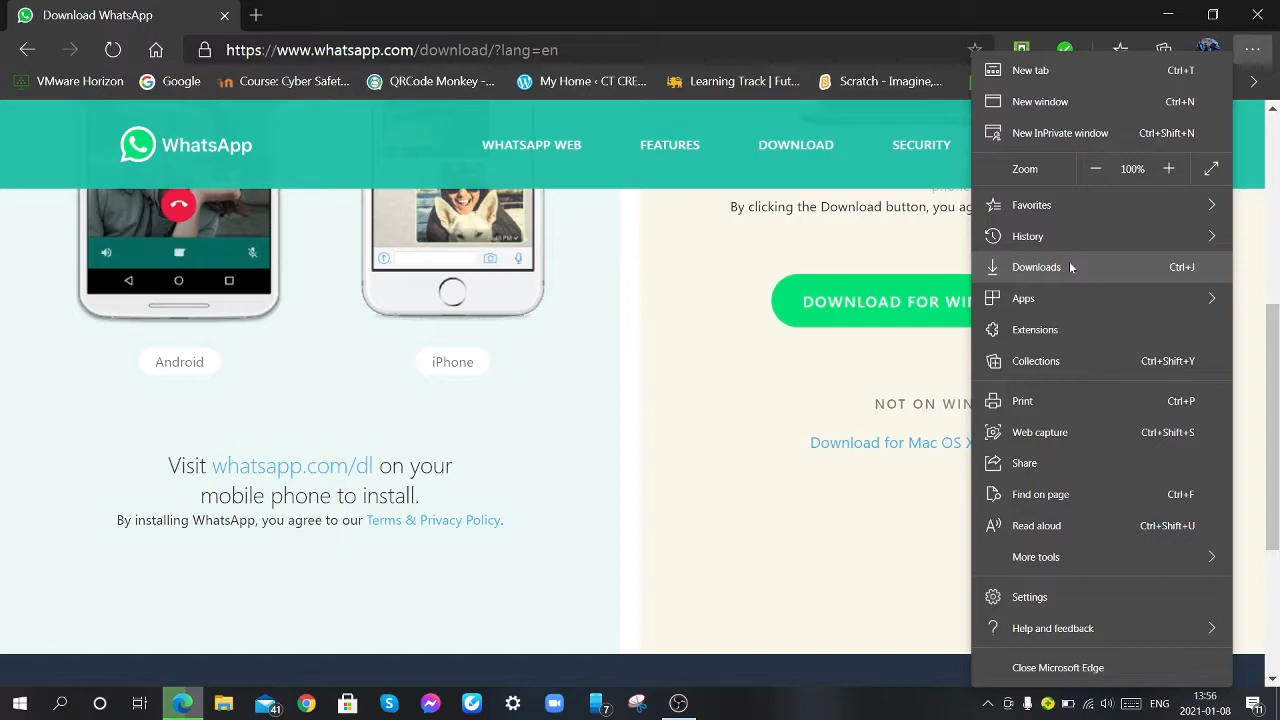 Download WhatsApp
https://www.whatsapp.com/download/?lang=en
VMware Horizon
Google
Course: Cyber Safet...
QRCode Monkey -...
My Home ‹ CT CRE...
Learning Track | Fut...
Scratch - Imagine,...
WhatsApp
WHATSAPP WEB
FEATURES
DOWNLOAD
SECURITY
By clicking the Download button, you ag
DOWNLOAD FOR WIN
NOT ON WIN
Download for Mac OS X
Android
iPhone
Visit whatsapp.com/dl on your
mobile phone to install.
By installing WhatsApp, you agree to our Terms & Privacy Policy.
New tab Ctrl+T
New window Ctrl+N
New InPrivate window Ctrl+Shift+N
Zoom 100%
Favorites
History
Downloads Ctrl+J
Apps
Extensions
Collections Ctrl+Shift+Y
Print Ctrl+P
Web capture Ctrl+Shift+S
Share
Find on page Ctrl+F
Read aloud Ctrl+Shift+U
More tools
Settings
Help and feedback
Close Microsoft Edge
41
7
ENG
13:56
2021-01-08